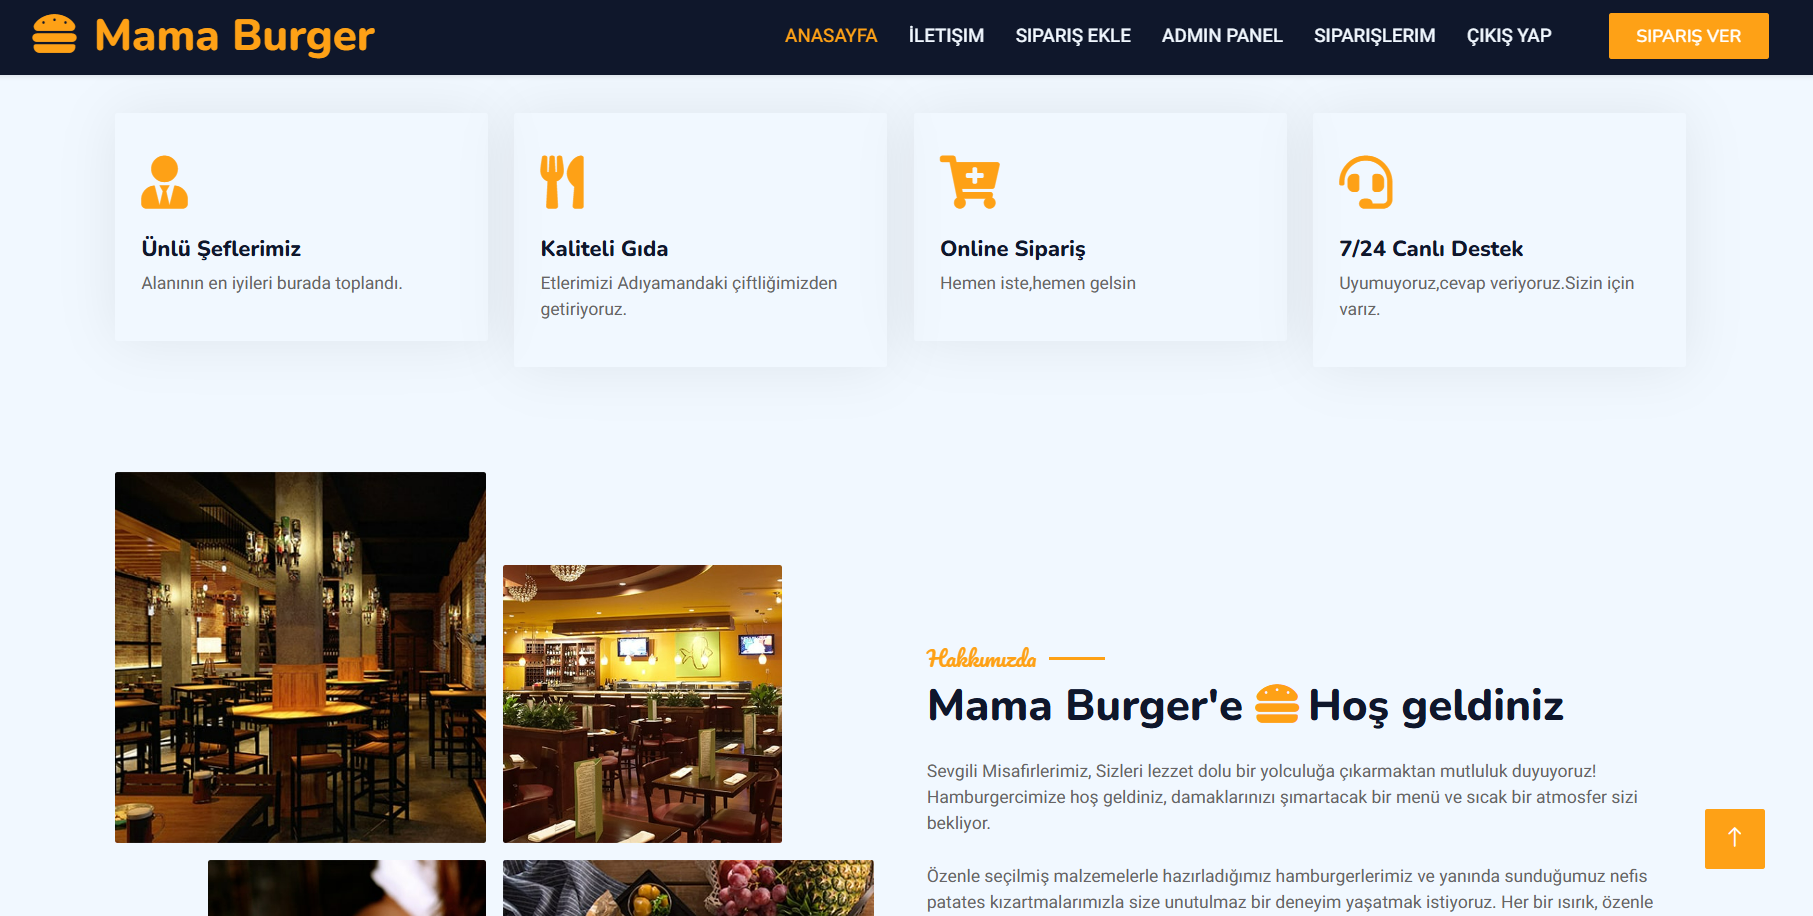 Mama Burger
ANASAYFA İLETIŞIM SIPARIŞ EKLE ADMIN PANEL SIPARIŞLERIM ÇIKIŞ YAP SIPARIŞ VER
Ünlü Şeflerimiz
Alanının en iyileri burada toplandı.
Kaliteli Gıda
Etlerimizi Adıyamandaki çiftliğimizden
getiriyoruz.
Online Sipariş
Hemen iste,hemen gelsin
7/24 Canlı Destek
Uyumuyoruz,cevap veriyoruz.Sizin için
varız.
Hakkımızda
Mama Burger'e Hoş geldiniz
Sevgili Misafirlerimiz, Sizleri lezzet dolu bir yolculuğa çıkarmaktan mutluluk duyuyoruz!
Hamburgercimize hoş geldiniz, damaklarınızı şımartacak bir menü ve sıcak bir atmosfer sizi
bekliyor.
Özenle seçilmiş malzemelerle hazırladığımız hamburgerlerimiz ve yanında sunduğumuz nefis
patates kızartmalarımızla size unutulmaz bir deneyim yaşatmak istiyoruz. Her bir ısırık, özenle